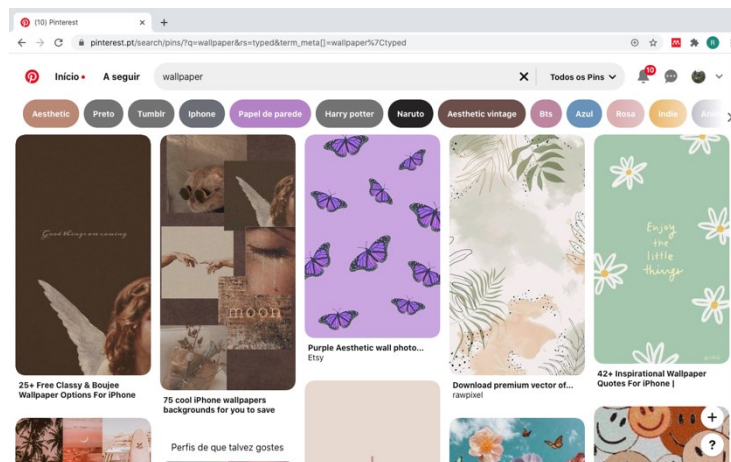 (10) Pinterest
pinterest.pt/search/pins/?q=wallpaper&rs=typed&term_meta[]=wallpaper%7Ctyped
R
Início
A seguir
wallpaper
Todos os Pins
10
Aesthetic
Preto
Tumblr
Iphone
Papel de parede
Harry potter
Naruto
Aesthetic vintage
Bts
Azul
Rosa
Indie
Good things are coming
moon
Enjoy
the
little
things
25+ Free Classy & Boujee
Wallpaper Options For iPhone
75 cool iPhone wallpapers
backgrounds for you to save
Purple Aesthetic wall photo...
Etsy
Download premium vector of...
rawpixel
42+ Inspirational Wallpaper
Quotes For iPhone |
Perfis de que talvez gostes
+
?